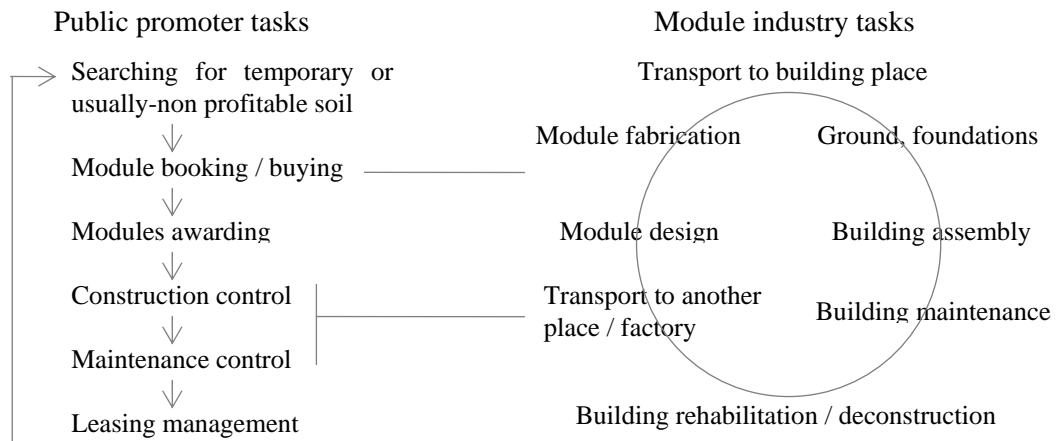 Public promoter tasks
Searching for temporary or
usually-non profitable soil
Module booking / buying
Modules awarding
Construction control
Maintenance control
Leasing management
Module industry tasks
Transport to building place
Module fabrication
Ground, foundations
Module design
Building assembly
Transport to another
place / factory
Building maintenance
Building rehabilitation / deconstruction